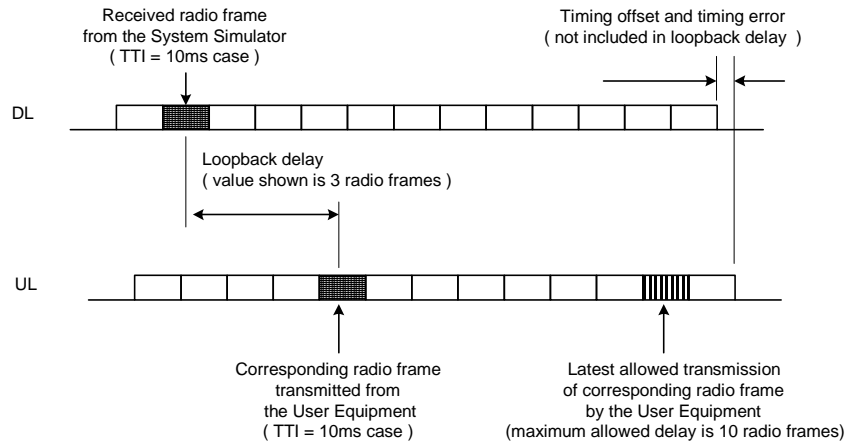 Received radio frame
from the System Simulator
( TTI = 10ms case )
Timing offset and timing error
( not included in loopback delay )
DL
Loopback delay
( value shown is 3 radio frames )
UL
Corresponding radio frame
transmitted from
the User Equipment
( TTI = 10ms case )
Latest allowed transmission
of corresponding radio frame
by the User Equipment
(maximum allowed delay is 10 radio frames)